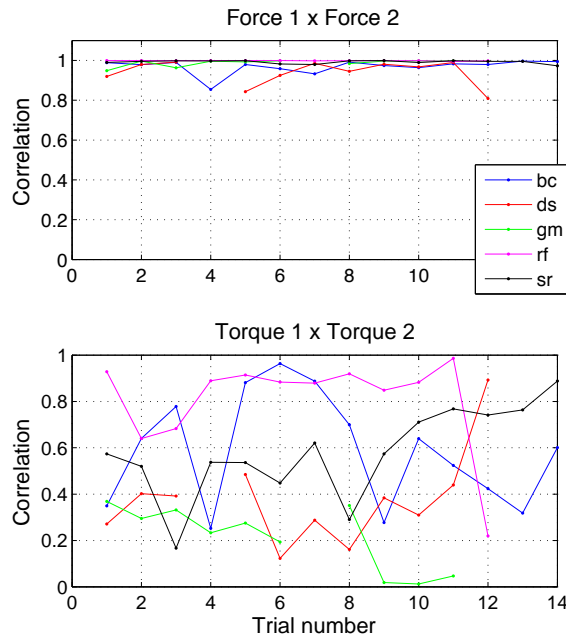 Force 1 x Force 2
Correlation
1
0.8
0.6
0.4
0.2
0
0 2 4 6 8 10
bc
ds
gm
rf
sr
Torque 1 x Torque 2
Correlation
1
0.8
0.6
0.4
0.2
0
0 2 4 6 8 10 12 14
Trial number